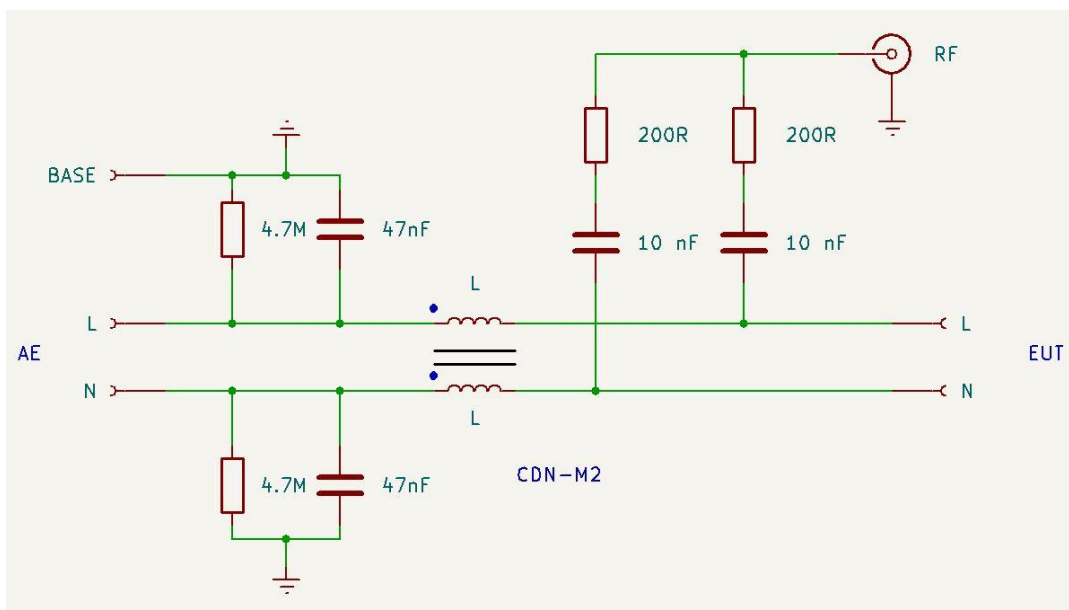 RF
200R
200R
BASE
4.7M
47nF
10 nF
10 nF
L
L
L
AE
EUT
N
N
L
4.7M
47nF
CDN-M2